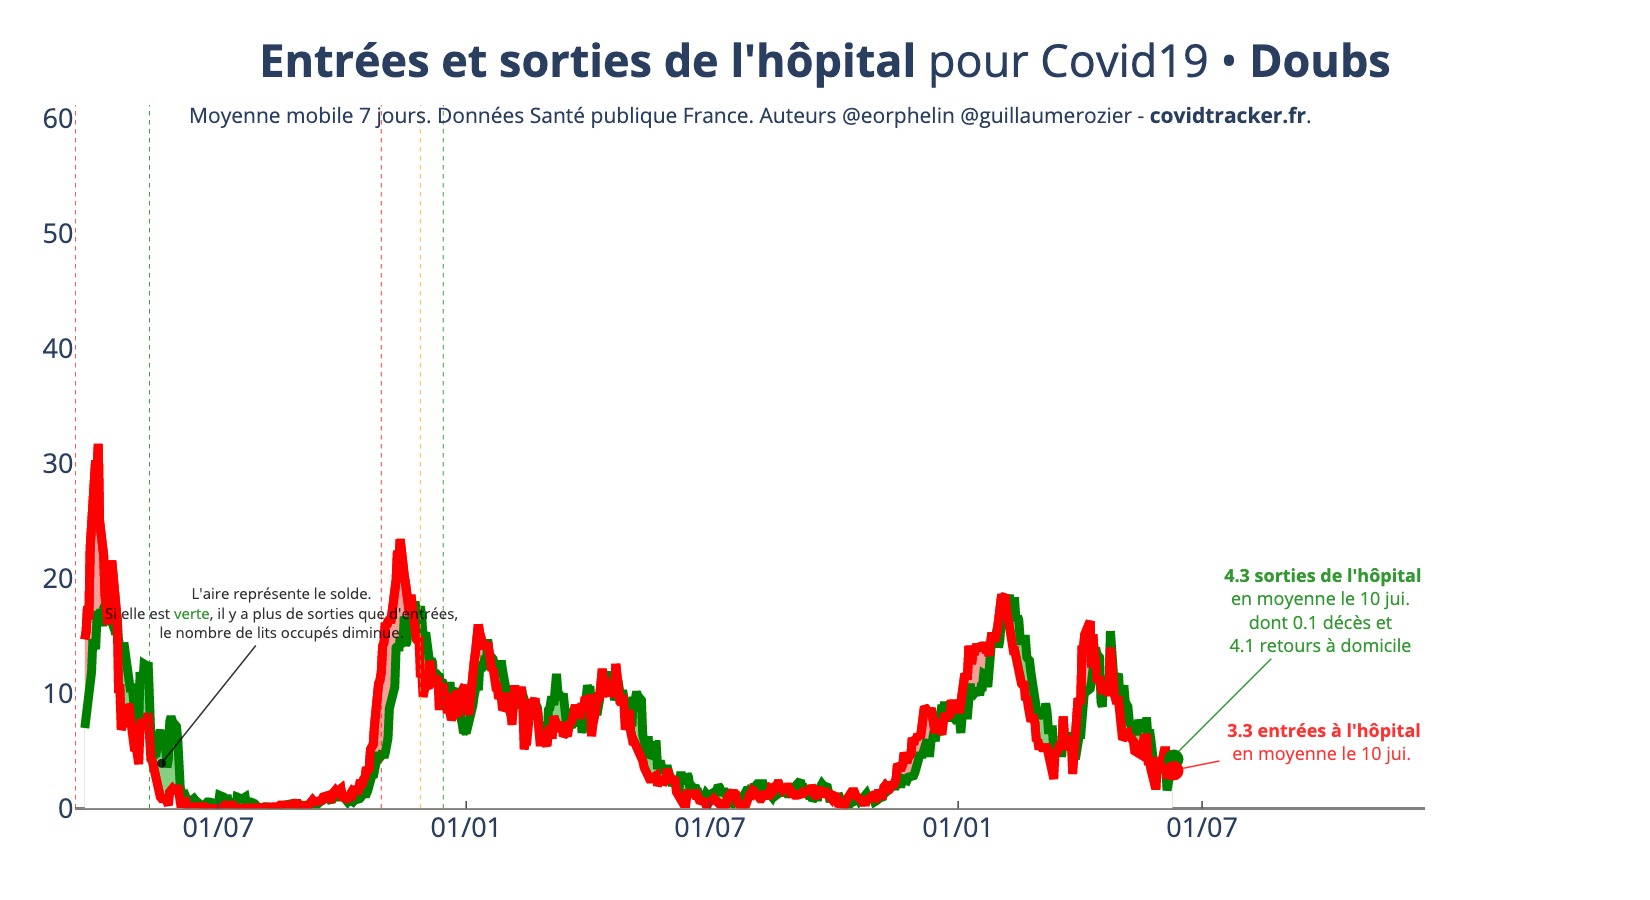 Entrées et sorties de l'hôpital pour Covid19 • Doubs
Moyenne mobile 7 jours. Données Santé publique France. Auteurs @eorphelin @guillaumerozier - covidtracker.fr.
60
50
40
30
20
10
0
L'aire représente le solde.
Si elle est verte, il y a plus de sorties que d'entrées,
le nombre de lits occupés diminue.
4.3 sorties de l'hôpital
en moyenne le 10 jui.
dont 0.1 décès et
4.1 retours à domicile
3.3 entrées à l'hôpital
en moyenne le 10 jui.
01/07
01/01
01/07
01/01
01/07